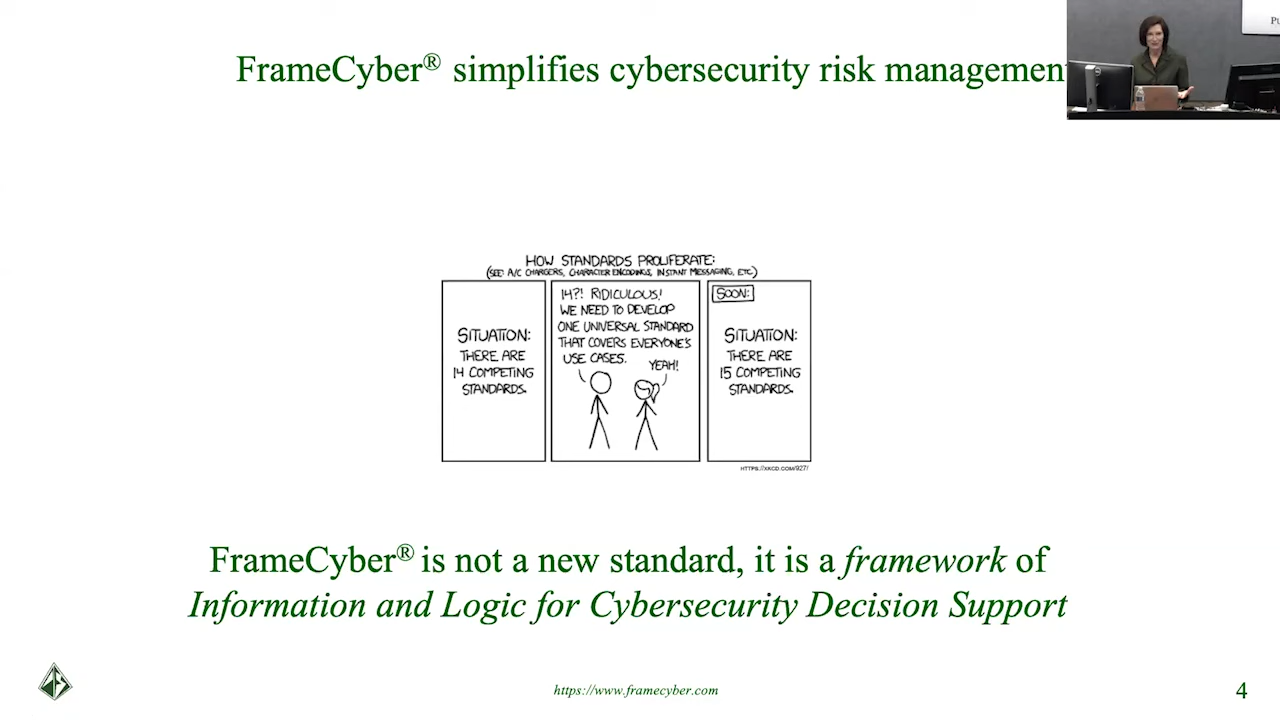 FrameCyber® simplifies cybersecurity risk managemen
Pu
HOW STANDARDS PROLIFERATE:
(SEE: A/C CHARGERS, CHARACTER ENCODINGS, INSTANT MESSAGING, ETC.)
SITUATION:
THERE ARE
14 COMPETING
STANDARDS.
14?! RIDICULOUS!
WE NEED TO DEVELOP
ONE UNIVERSAL STANDARD
THAT COVERS EVERYONE'S
USE CASES.
YEAH!
SOON:
SITUATION:
THERE ARE
15 COMPETING
STANDARDS.
HTTPS://XKCD.COM/927/
FrameCyber® is not a new standard, it is a framework of
Information and Logic for Cybersecurity Decision Support
https://www.framecyber.com
4